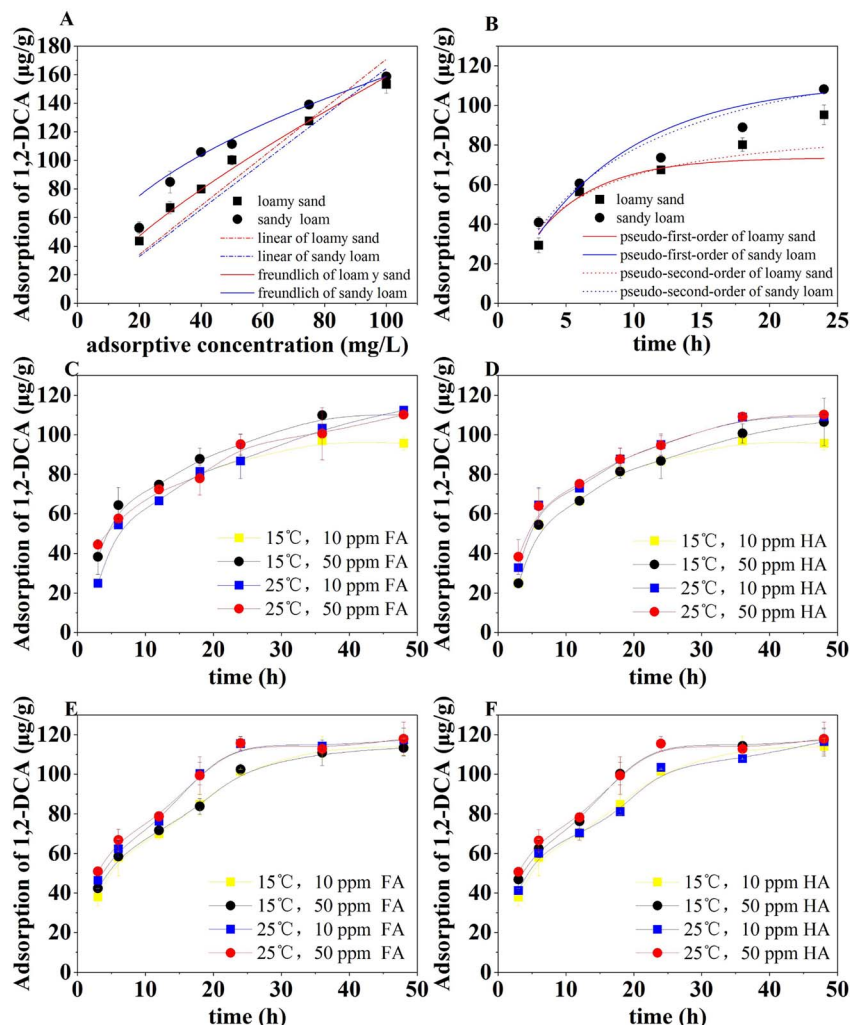 A
Adsorption of 1,2-DCA (μg/g)
180
160
140
120
100
80
60
40
20
0
loamy sand
sandy loam
linear of loamy sand
linear of sandy loam
freundlich of loam y sand
freundlich of sandy loam
0 20 40 60 80 100
adsorptive concentration (mg/L)
B
Adsorption of 1,2-DCA (μg/g)
120
100
80
60
40
20
0
loamy sand
sandy loam
pseudo-first-order of loamy sand
pseudo-first-order of sandy loam
pseudo-second-order of loamy sand
pseudo-second-order of sandy loam
0 5 10 15 20 25
time (h)
C
Adsorption of 1,2-DCA (μg/g)
120
100
80
60
40
20
0
15℃, 10 ppm FA
15℃, 50 ppm FA
25℃, 10 ppm FA
25℃, 50 ppm FA
0 10 20 30 40 50
time (h)
D
Adsorption of 1,2-DCA (μg/g)
120
100
80
60
40
20
0
15℃, 10 ppm HA
15℃, 50 ppm HA
25℃, 10 ppm HA
25℃, 50 ppm HA
0 10 20 30 40 50
time (h)
E
Adsorption of 1,2-DCA (μg/g)
120
100
80
60
40
20
0
15℃, 10 ppm FA
15℃, 50 ppm FA
25℃, 10 ppm FA
25℃, 50 ppm FA
0 10 20 30 40 50
time (h)
F
Adsorption of 1,2-DCA (μg/g)
120
100
80
60
40
20
0
15℃, 10 ppm HA
15℃, 50 ppm HA
25℃, 10 ppm HA
25℃, 50 ppm HA
0 10 20 30 40 50
time (h)